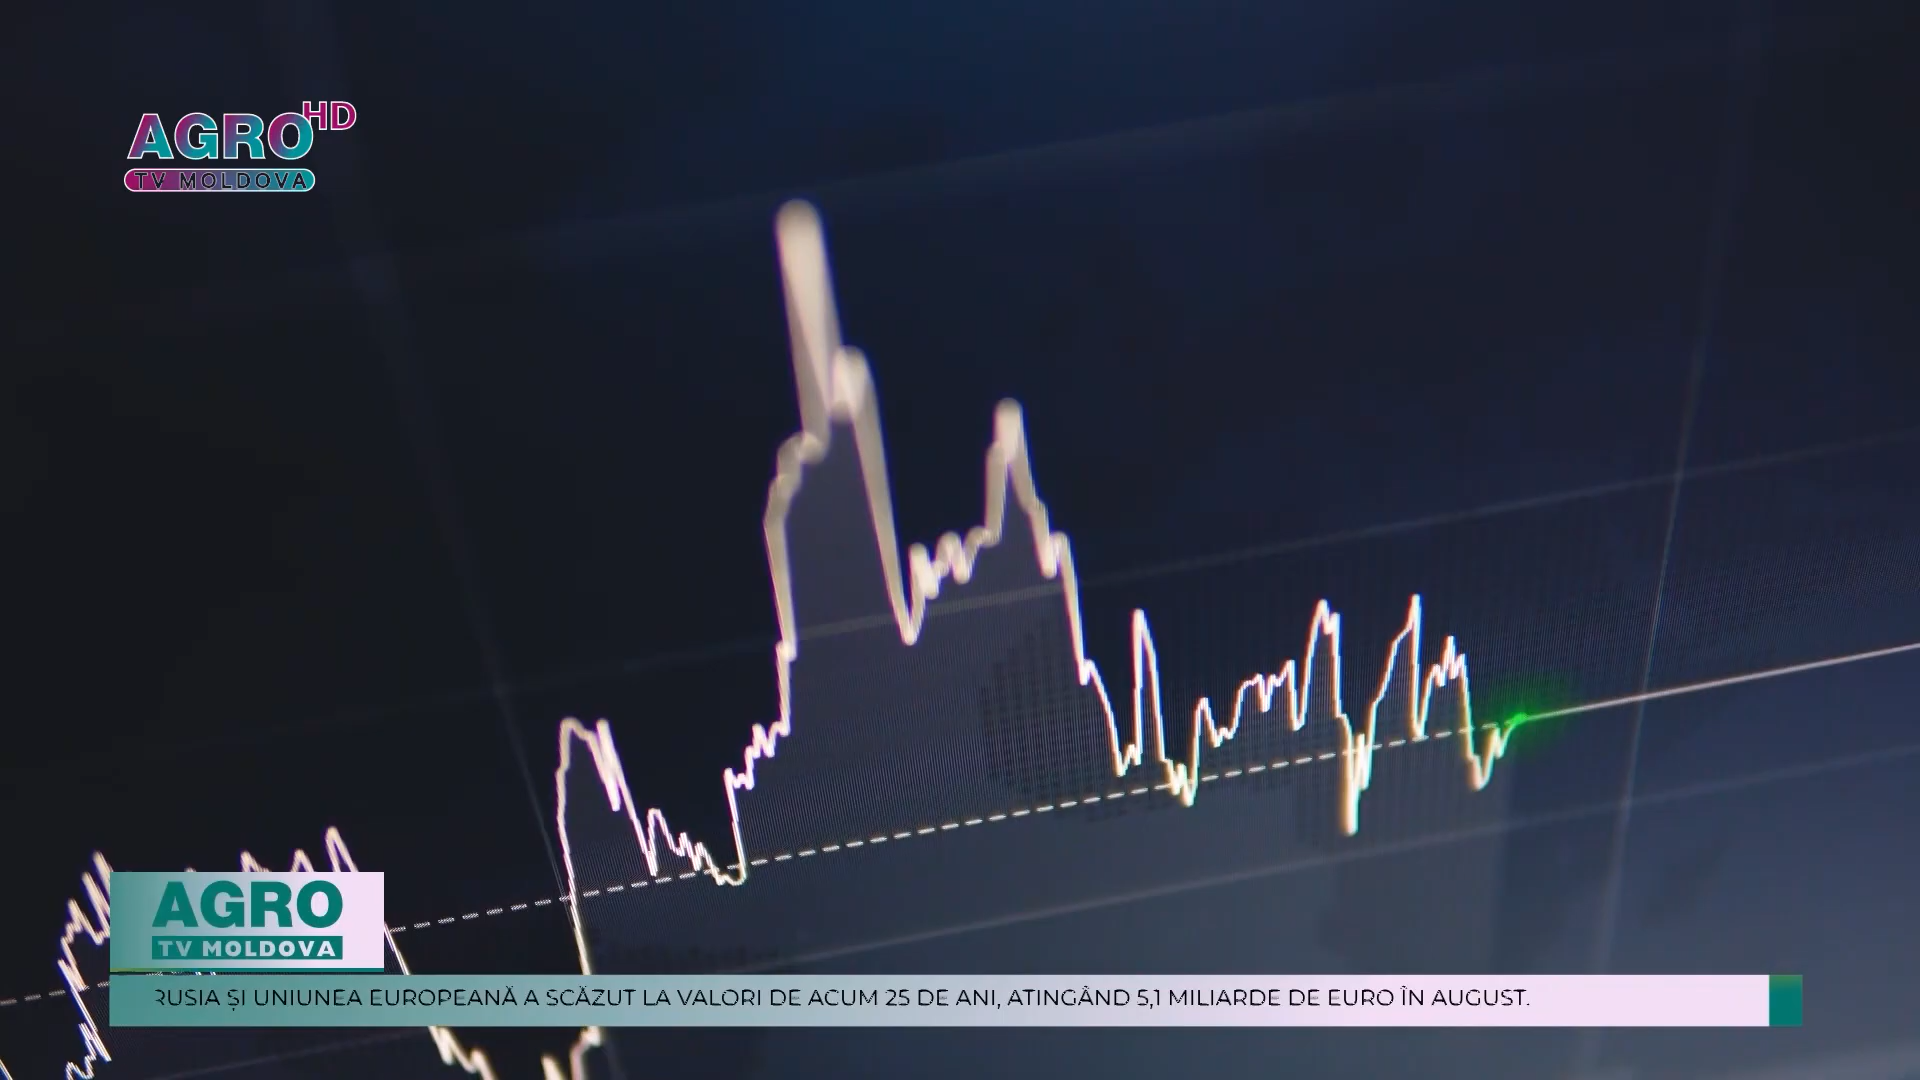 AGRO HD
TV MOLDOVA
AGRO
TV MOLDOVA
RUSIA ȘI UNIUNEA EUROPEANĂ A SCĂZUT LA VALORI DE ACUM 25 DE ANI, ATINGÂND 5,1 MILIARDE DE EURO ÎN AUGUST.